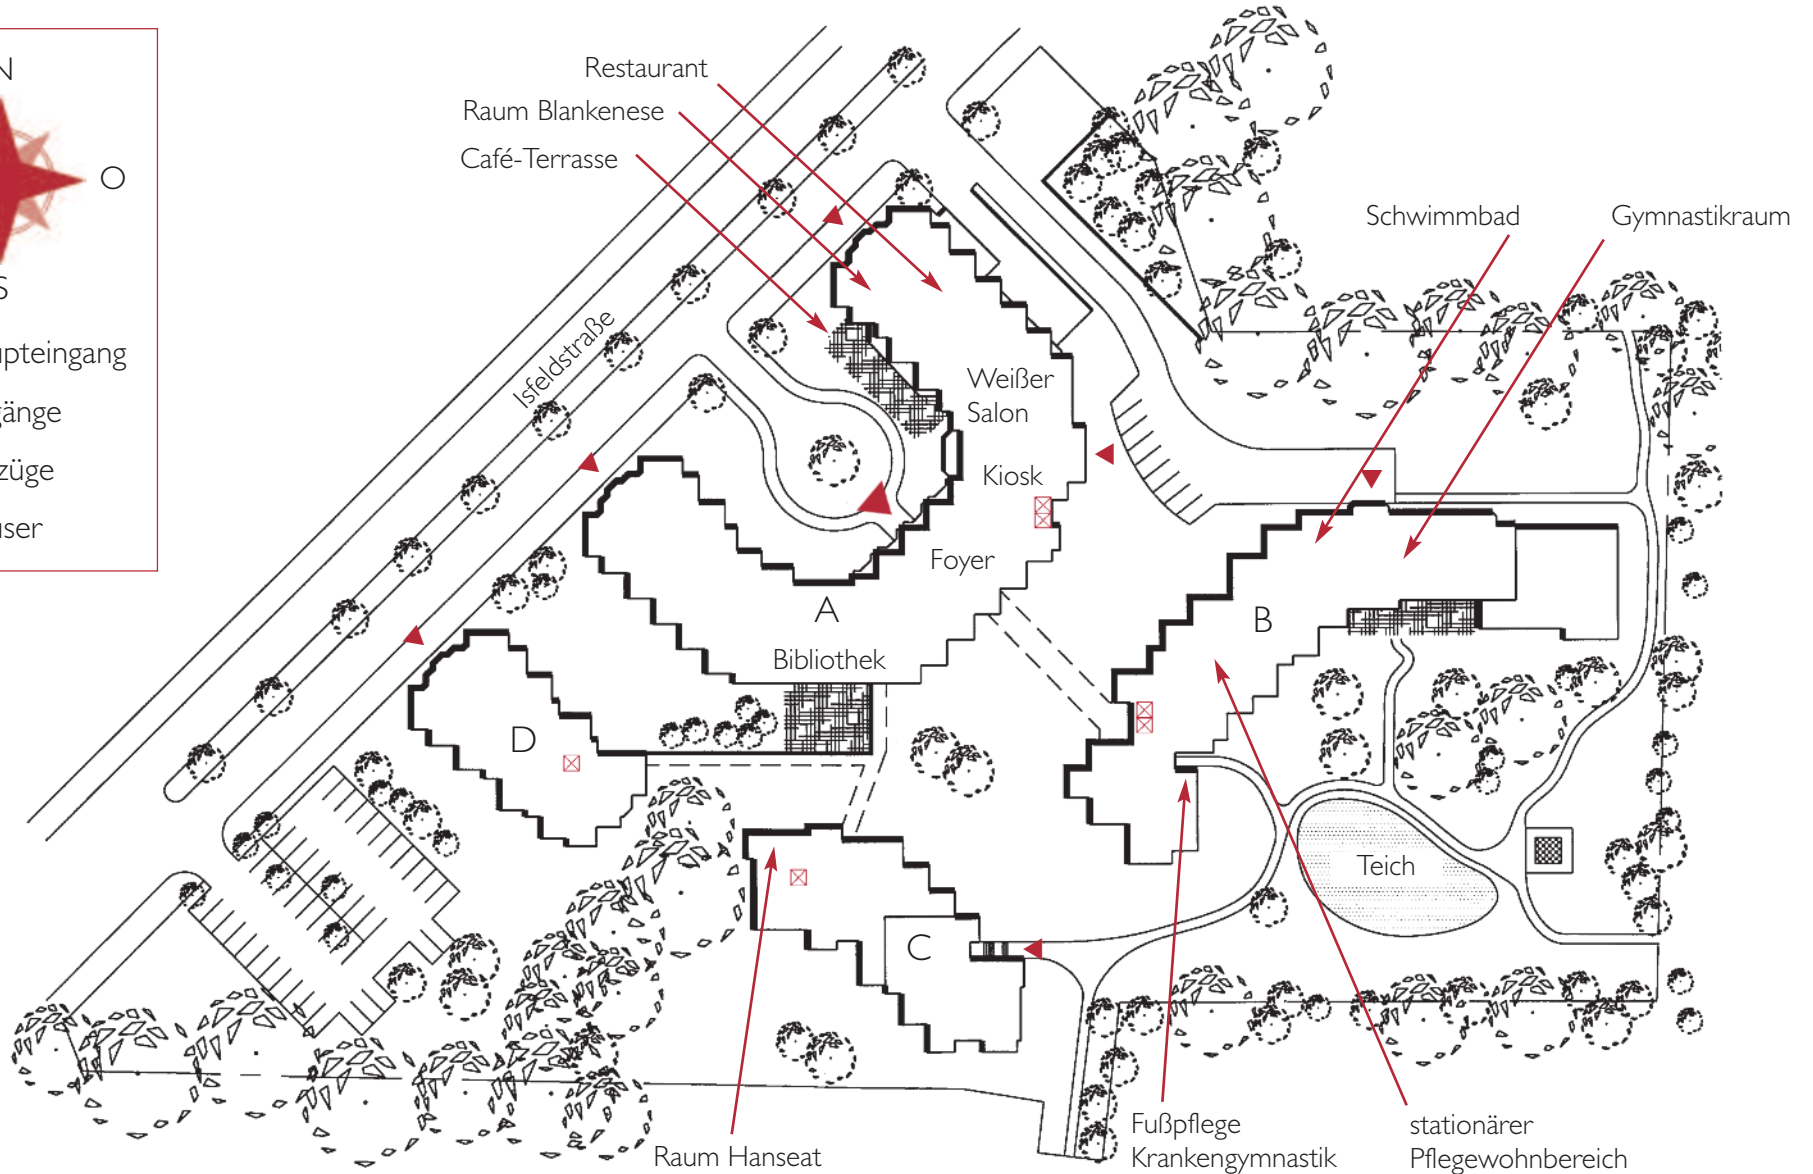 N
O
S
upteingang
gänge
züge
user
Restaurant
Raum Blankenese
Café-Terrasse
Isfeldstraße
Schwimmbad
Gymnastikraum
Weißer
Salon
Kiosk
Foyer
A
Bibliothek
B
D
C
Teich
Raum Hanseat
Fußpflege
Krankengymnastik
stationärer
Pflegewohnbereich